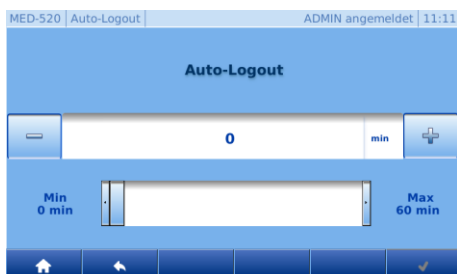 MED-520 Auto-Logout ADMIN angemeldet 11:11
Auto-Logout
0 min
Min
0 min
Max
60 min